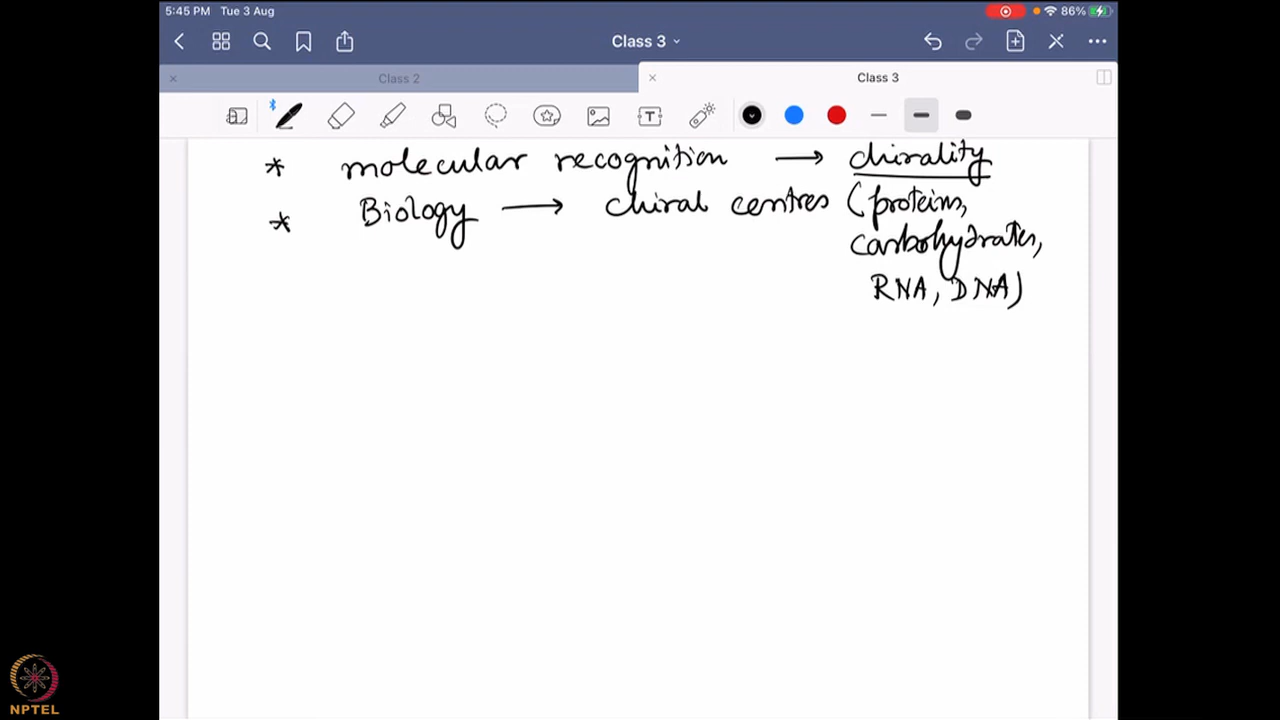 5:45 PM Tue 3 Aug 86%
Class 3
Class 2 Class 3
T
* molecular recognition → chirality
* Biology → chiral centres (proteins,
carbohydrates,
RNA, DNA)
NPTEL